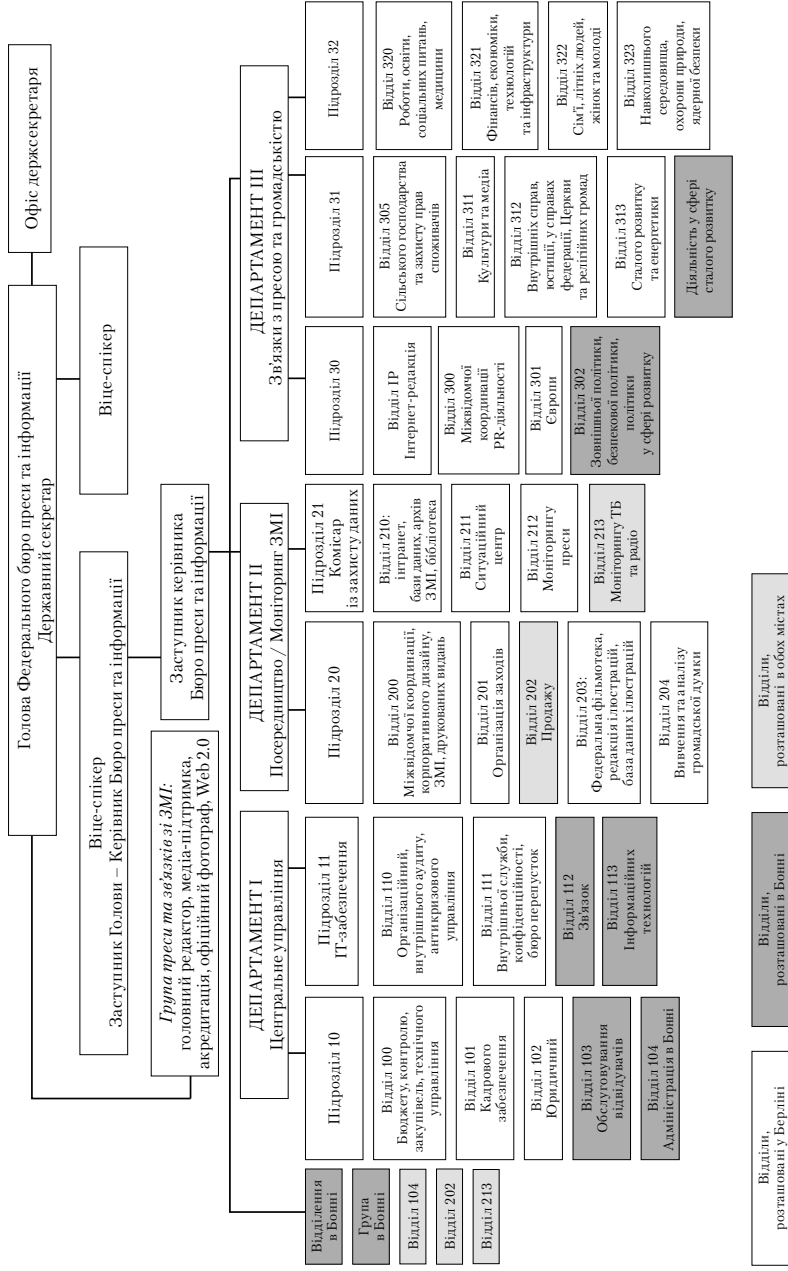 Голова Федерального бюро преси та інформації
Державний секретар
Офіс держсекретаря
Віце-спікер
Заступник Голови – Керівник Бюро преси та інформації
Віце-спікер
Група преси та зв'язків зі ЗМІ:
головний редактор, медіа-підтримка,
акредитація, офіційний фотограф, Web 2.0
Заступник керівника
Бюро преси та інформації
ДЕПАРТАМЕНТ I
Центральне управління
ДЕПАРТАМЕНТ II
Посередництво / Моніторинг ЗМІ
ДЕПАРТАМЕНТ III
Зв'язки з пресою та громадськістю
Відділення
в Бонні
Група
в Бонні
Відділ 104
Відділ 202
Відділ 213
Підрозділ 10
Відділ 100
Бюджету, контролю,
закупівель, технічного
управління
Відділ 101
Кадрового
забезпечення
Відділ 102
Юридичний
Відділ 103
Обслуговування
відвідувачів
Відділ 104
Адміністрація в Бонні
Підрозділ 11
ІТ-забезпечення
Відділ 110
Організаційний,
внутрішнього аудиту,
антикризового
управління
Відділ 111
Внутрішньої служби,
конфіденційності,
бюро перепусток
Відділ 112
Зв'язок
Відділ 113
Інформаційних
технологій
Підрозділ 20
Відділ 200
Міжвідомчої координації,
корпоративного дизайну,
ЗМІ, друкованих видань
Відділ 201
Організація заходів
Відділ 202
Продажу
Відділ 203:
Федеральна фільмотека,
редакція ілюстрацій,
база даних ілюстрацій
Відділ 204
Вивчення та аналізу
громадської думки
Підрозділ 21
Комісар
із захисту даних
Відділ 210:
інтранет,
бази даних, архів
ЗМІ, бібліотека
Відділ 211
Ситуаційний
центр
Відділ 212
Моніторингу
преси
Відділ 213
Моніторингу ТБ
та радіо
Підрозділ 30
Відділ IP
Інтернет-редакція
Відділ 300
Міжвідомчої
координації
PR-діяльності
Відділ 301
Європи
Відділ 302
Зовнішньої політики,
безпекової політики,
політики
у сфері розвитку
Підрозділ 31
Відділ 305
Сільського господарства
та захисту прав
споживачів
Відділ 311
Культури та медіа
Відділ 312
Внутрішніх справ,
юстиції, у справах
федерації, Церкви
та релігійних громад
Відділ 313
Сталого розвитку
та енергетики
Діяльність у сфері
сталого розвитку
Підрозділ 32
Відділ 320
Роботи, освіти,
соціальних питань,
медицини
Відділ 321
Фінансів, економіки,
технологій
та інфраструктури
Відділ 322
Сім'ї, літніх людей,
жінок та молоді
Відділ 323
Навколишнього
середовища,
охорони природи,
ядерної безпеки
Відділи,
розташовані у Берліні
Відділи,
розташовані в Бонні
Відділи,
розташовані в обох містах